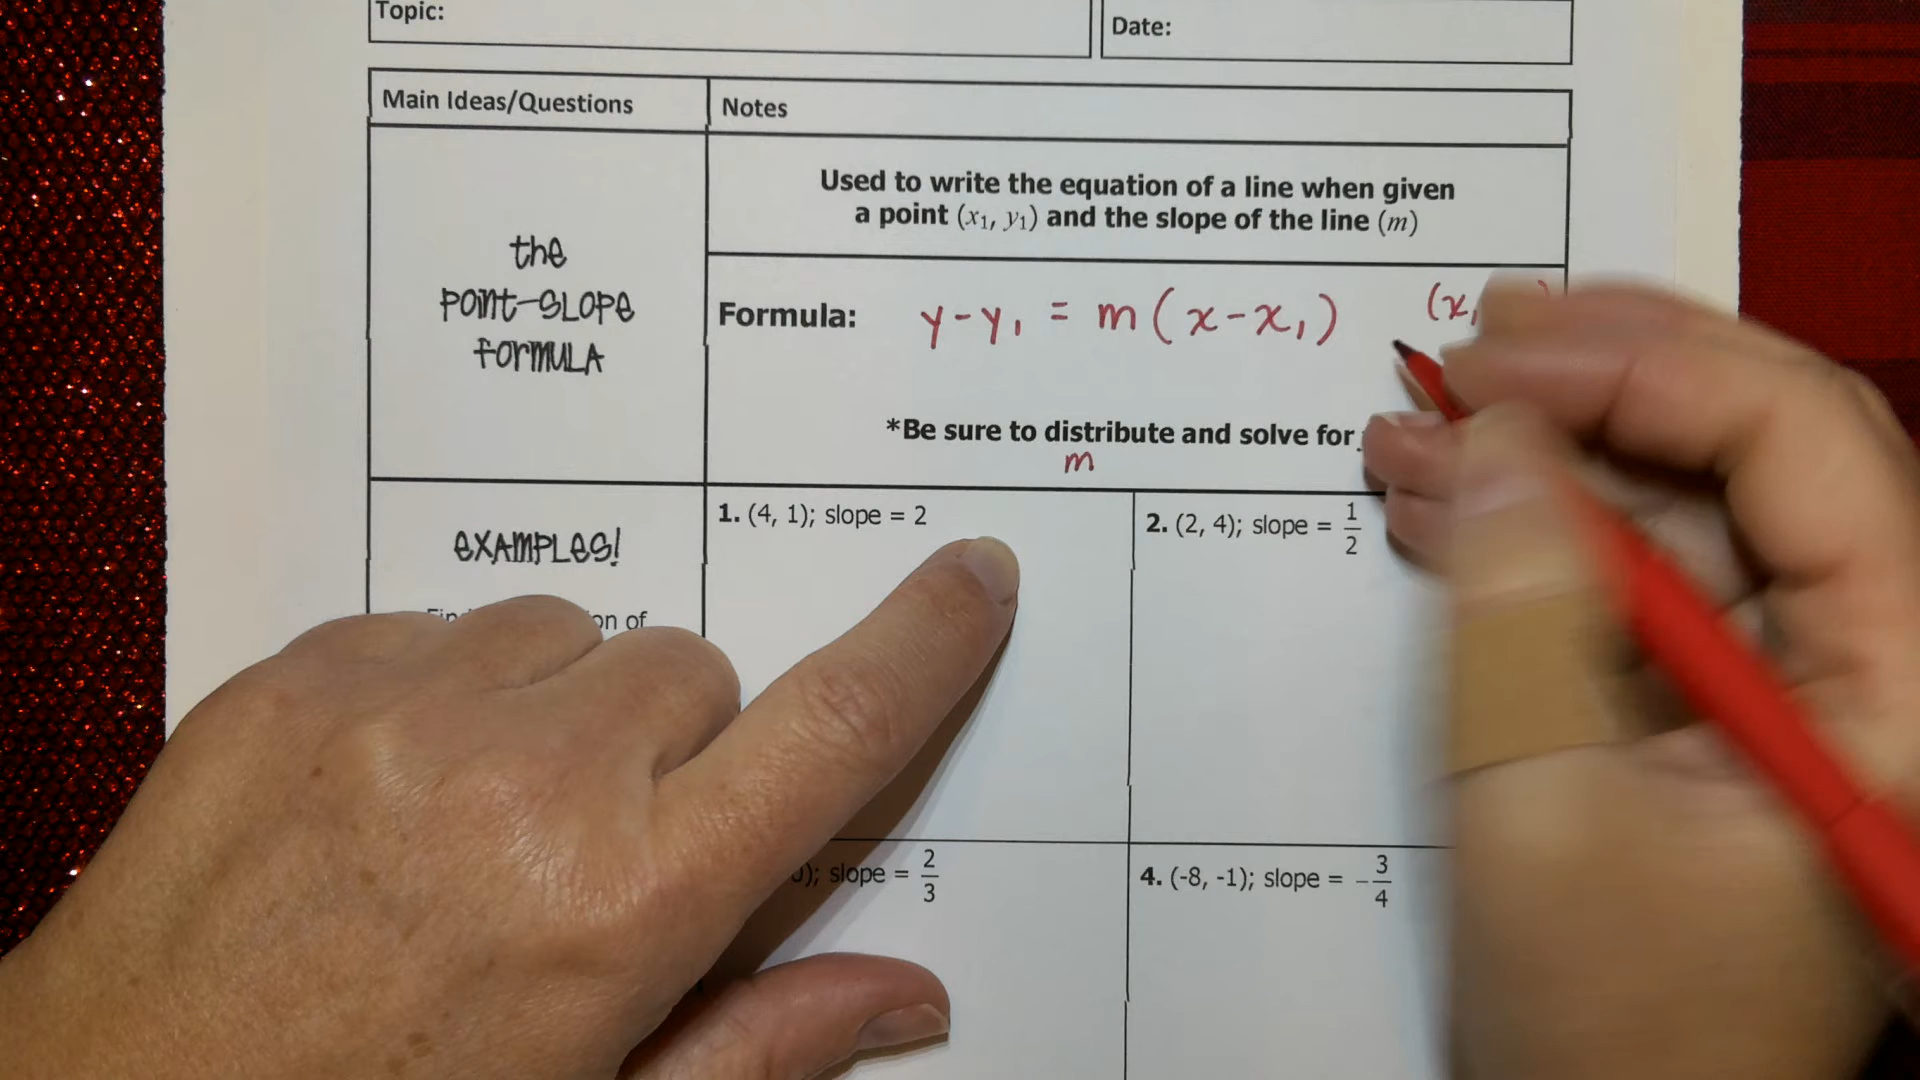 Topic:
Date:
Main Ideas/Questions
Notes
the
POINT-SLOPE
FORMULA
Used to write the equation of a line when given
a point (x₁, y₁) and the slope of the line (m)
Formula: y - y₁ = m(x - x₁)
(x,
*Be sure to distribute and solve for
m
EXAMPLES!
1. (4, 1); slope = 2
2. (2, 4); slope = 1/2
of
slope = 2/3
4. (-8, -1); slope = -3/4